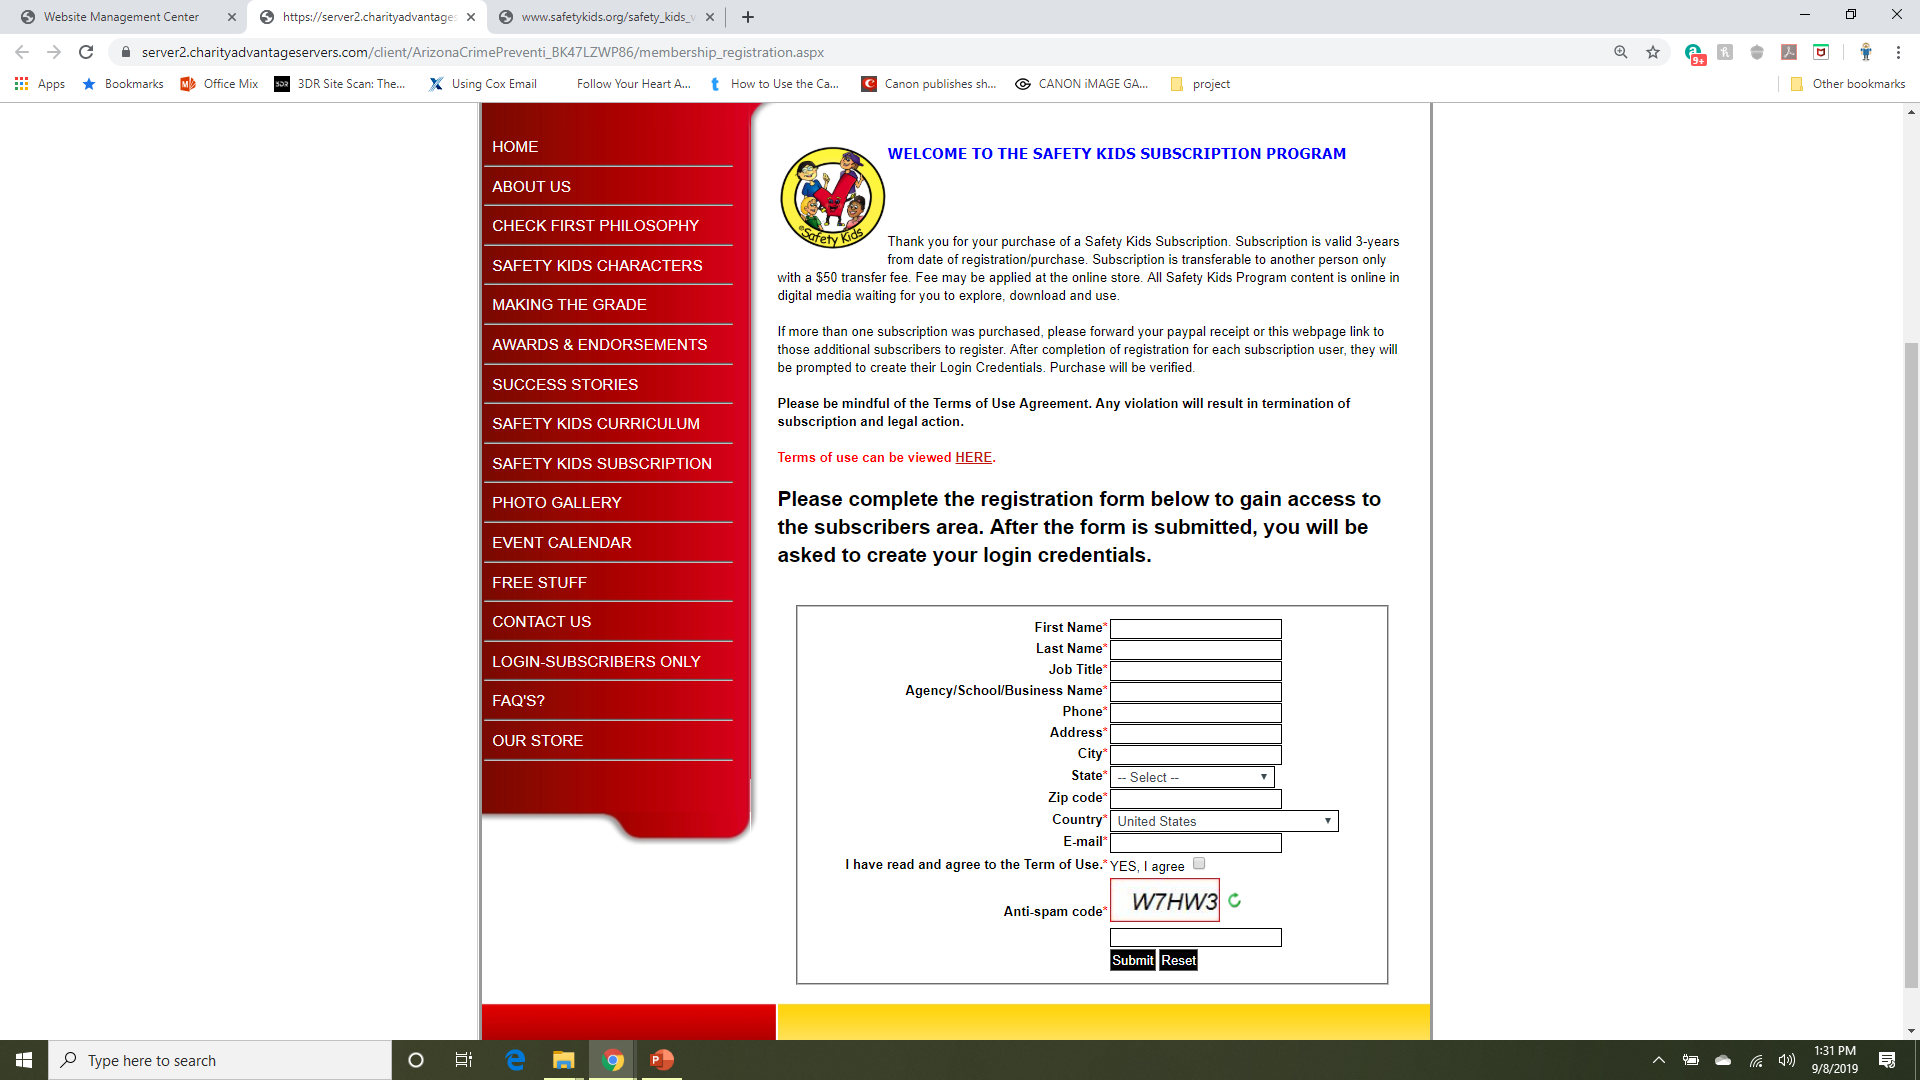 Website Management Center
https://server2.charityadvantages
www.safetykids.org/safety_kids_v
server2.charityadvantageservers.com/client/ArizonaCrimePreventi_BK47LZWP86/membership_registration.aspx
9+
Apps
Bookmarks
Office Mix
3DR Site Scan: The...
Using Cox Email
Follow Your Heart A...
How to Use the Ca...
Canon publishes sh...
CANON iMAGE GA...
project
Other bookmarks
HOME
ABOUT US
CHECK FIRST PHILOSOPHY
SAFETY KIDS CHARACTERS
MAKING THE GRADE
AWARDS & ENDORSEMENTS
SUCCESS STORIES
SAFETY KIDS CURRICULUM
SAFETY KIDS SUBSCRIPTION
PHOTO GALLERY
EVENT CALENDAR
FREE STUFF
CONTACT US
LOGIN-SUBSCRIBERS ONLY
FAQ'S?
OUR STORE
©Safety Kids
WELCOME TO THE SAFETY KIDS SUBSCRIPTION PROGRAM
Thank you for your purchase of a Safety Kids Subscription. Subscription is valid 3-years
from date of registration/purchase. Subscription is transferable to another person only
with a $50 transfer fee. Fee may be applied at the online store. All Safety Kids Program content is online in
digital media waiting for you to explore, download and use.
If more than one subscription was purchased, please forward your paypal receipt or this webpage link to
those additional subscribers to register. After completion of registration for each subscription user, they will
be prompted to create their Login Credentials. Purchase will be verified.
Please be mindful of the Terms of Use Agreement. Any violation will result in termination of
subscription and legal action.
Terms of use can be viewed HERE.
Please complete the registration form below to gain access to
the subscribers area. After the form is submitted, you will be
asked to create your login credentials.
First Name*
Last Name*
Job Title*
Agency/School/Business Name*
Phone*
Address*
City*
State* -- Select --
Zip code*
Country* United States
E-mail*
I have read and agree to the Term of Use.* YES, I agree
Anti-spam code* W7HW3
Submit Reset
Type here to search
1:31 PM
9/8/2019